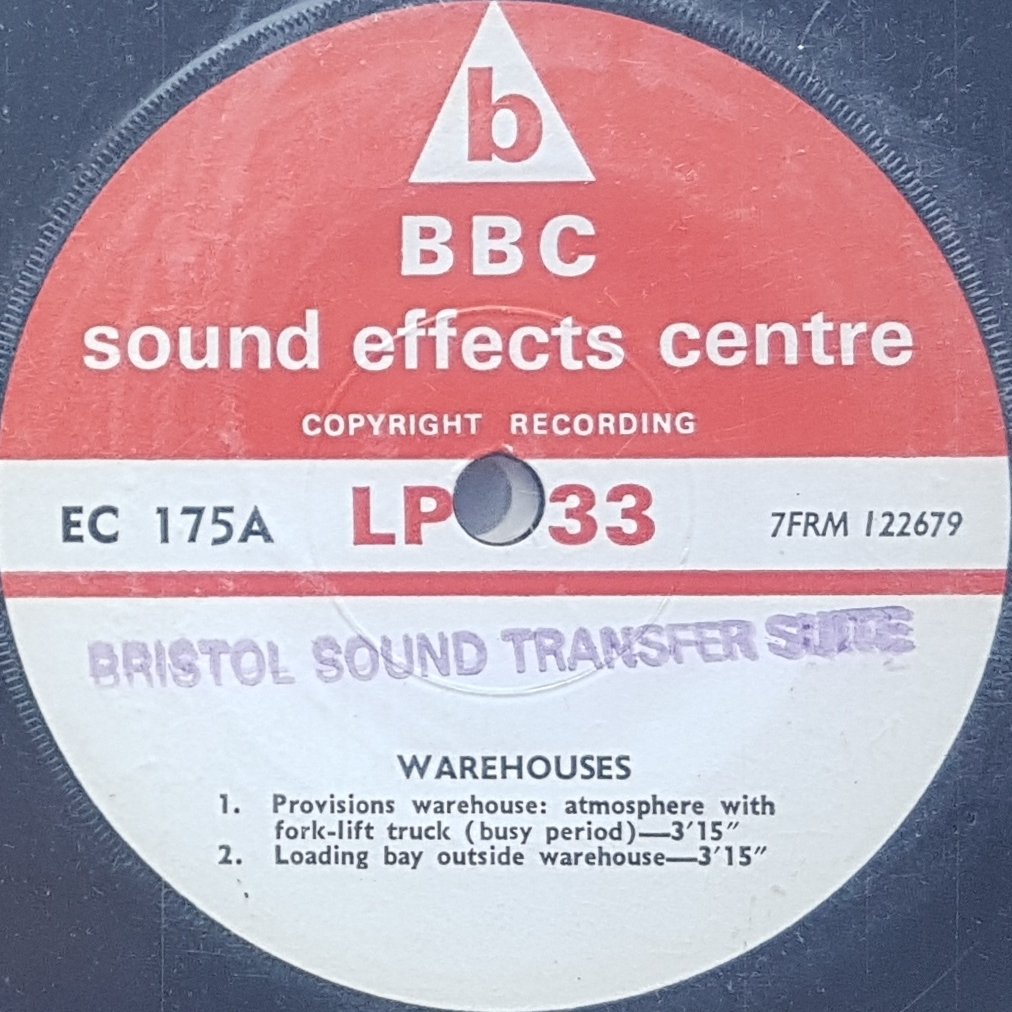 b
BBC
sound effects centre
COPYRIGHT RECORDING
EC 175A LP 33 7FRM 122679
BRISTOL SOUND TRANSFER SUITE
WAREHOUSES
1. Provisions warehouse: atmosphere with
fork-lift truck (busy period)—3′15″
2. Loading bay outside warehouse—3′15″